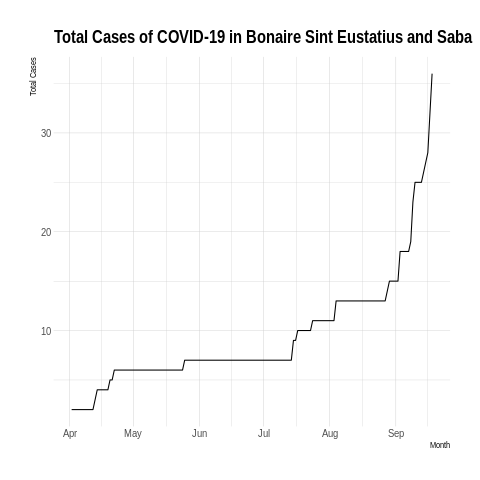 Total Cases of COVID-19 in Bonaire Sint Eustatius and Saba
Total Cases
30
20
10
Apr May Jun Jul Aug Sep
Month